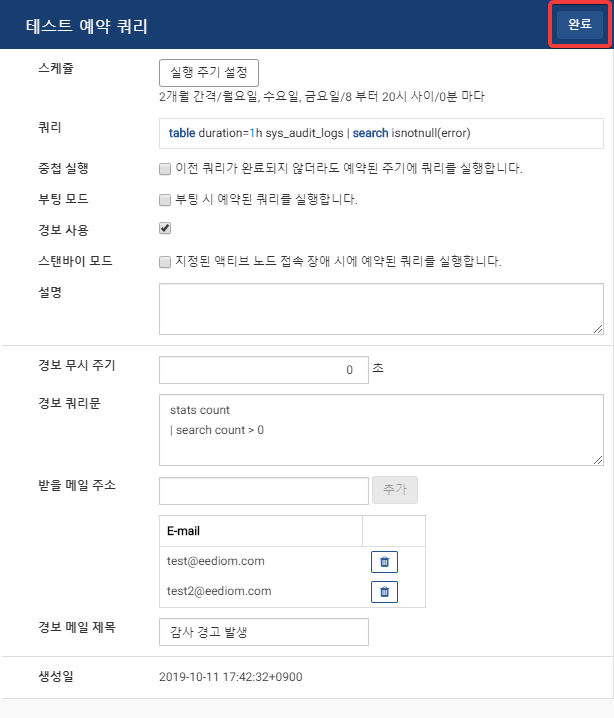 테스트 예약 쿼리
완료
스케쥴
실행 주기 설정
2개월 간격/월요일, 수요일, 금요일/8 부터 20시 사이/0분 마다
쿼리
table duration=1h sys_audit_logs | search isnotnull(error)
중첩 실행
이전 쿼리가 완료되지 않더라도 예약된 주기에 쿼리를 실행합니다.
부팅 모드
부팅 시 예약된 쿼리를 실행합니다.
경보 사용
스탠바이 모드
지정된 액티브 노드 접속 장애 시에 예약된 쿼리를 실행합니다.
설명
경보 무시 주기
0 초
경보 쿼리문
stats count
| search count > 0
받을 메일 주소
추가
E-mail
test@eediom.com
test2@eediom.com
경보 메일 제목
감사 경고 발생
생성일
2019-10-11 17:42:32+0900